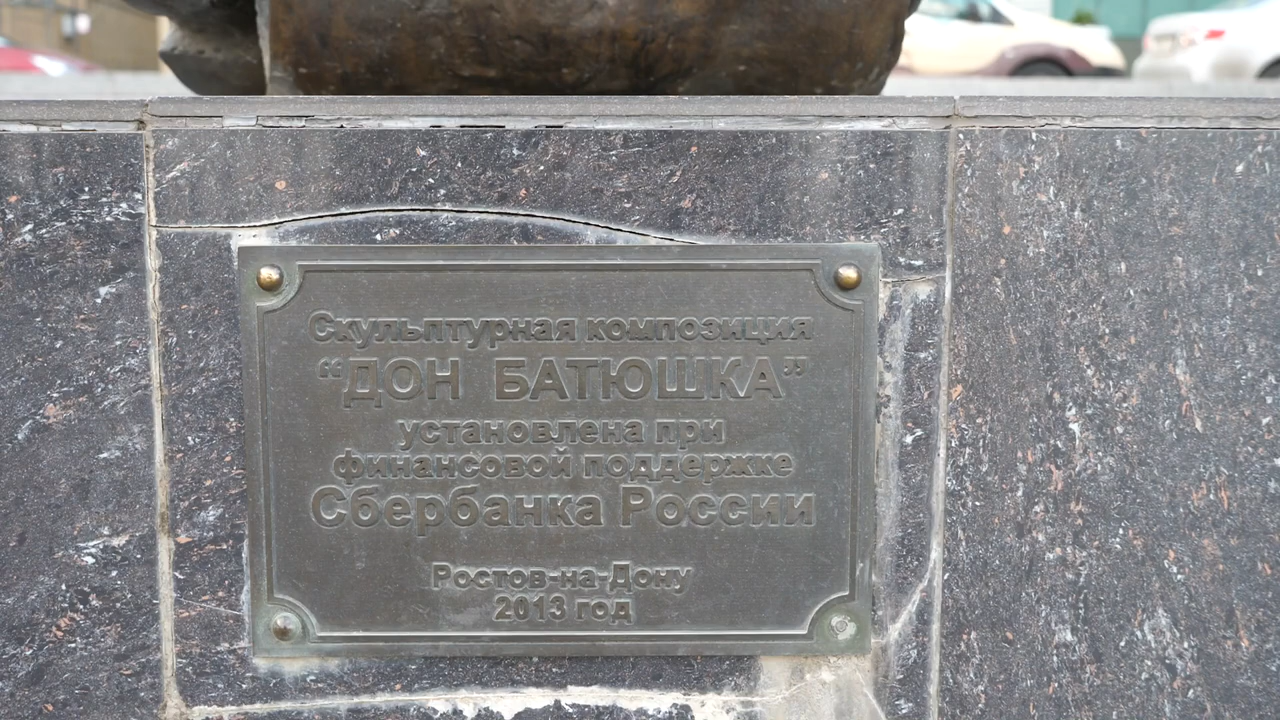 Скульптурная композиция
“ДОН БАТЮШКА”
установлена при
финансовой поддержке
Сбербанка России
Ростов-на-Дону
2013 год